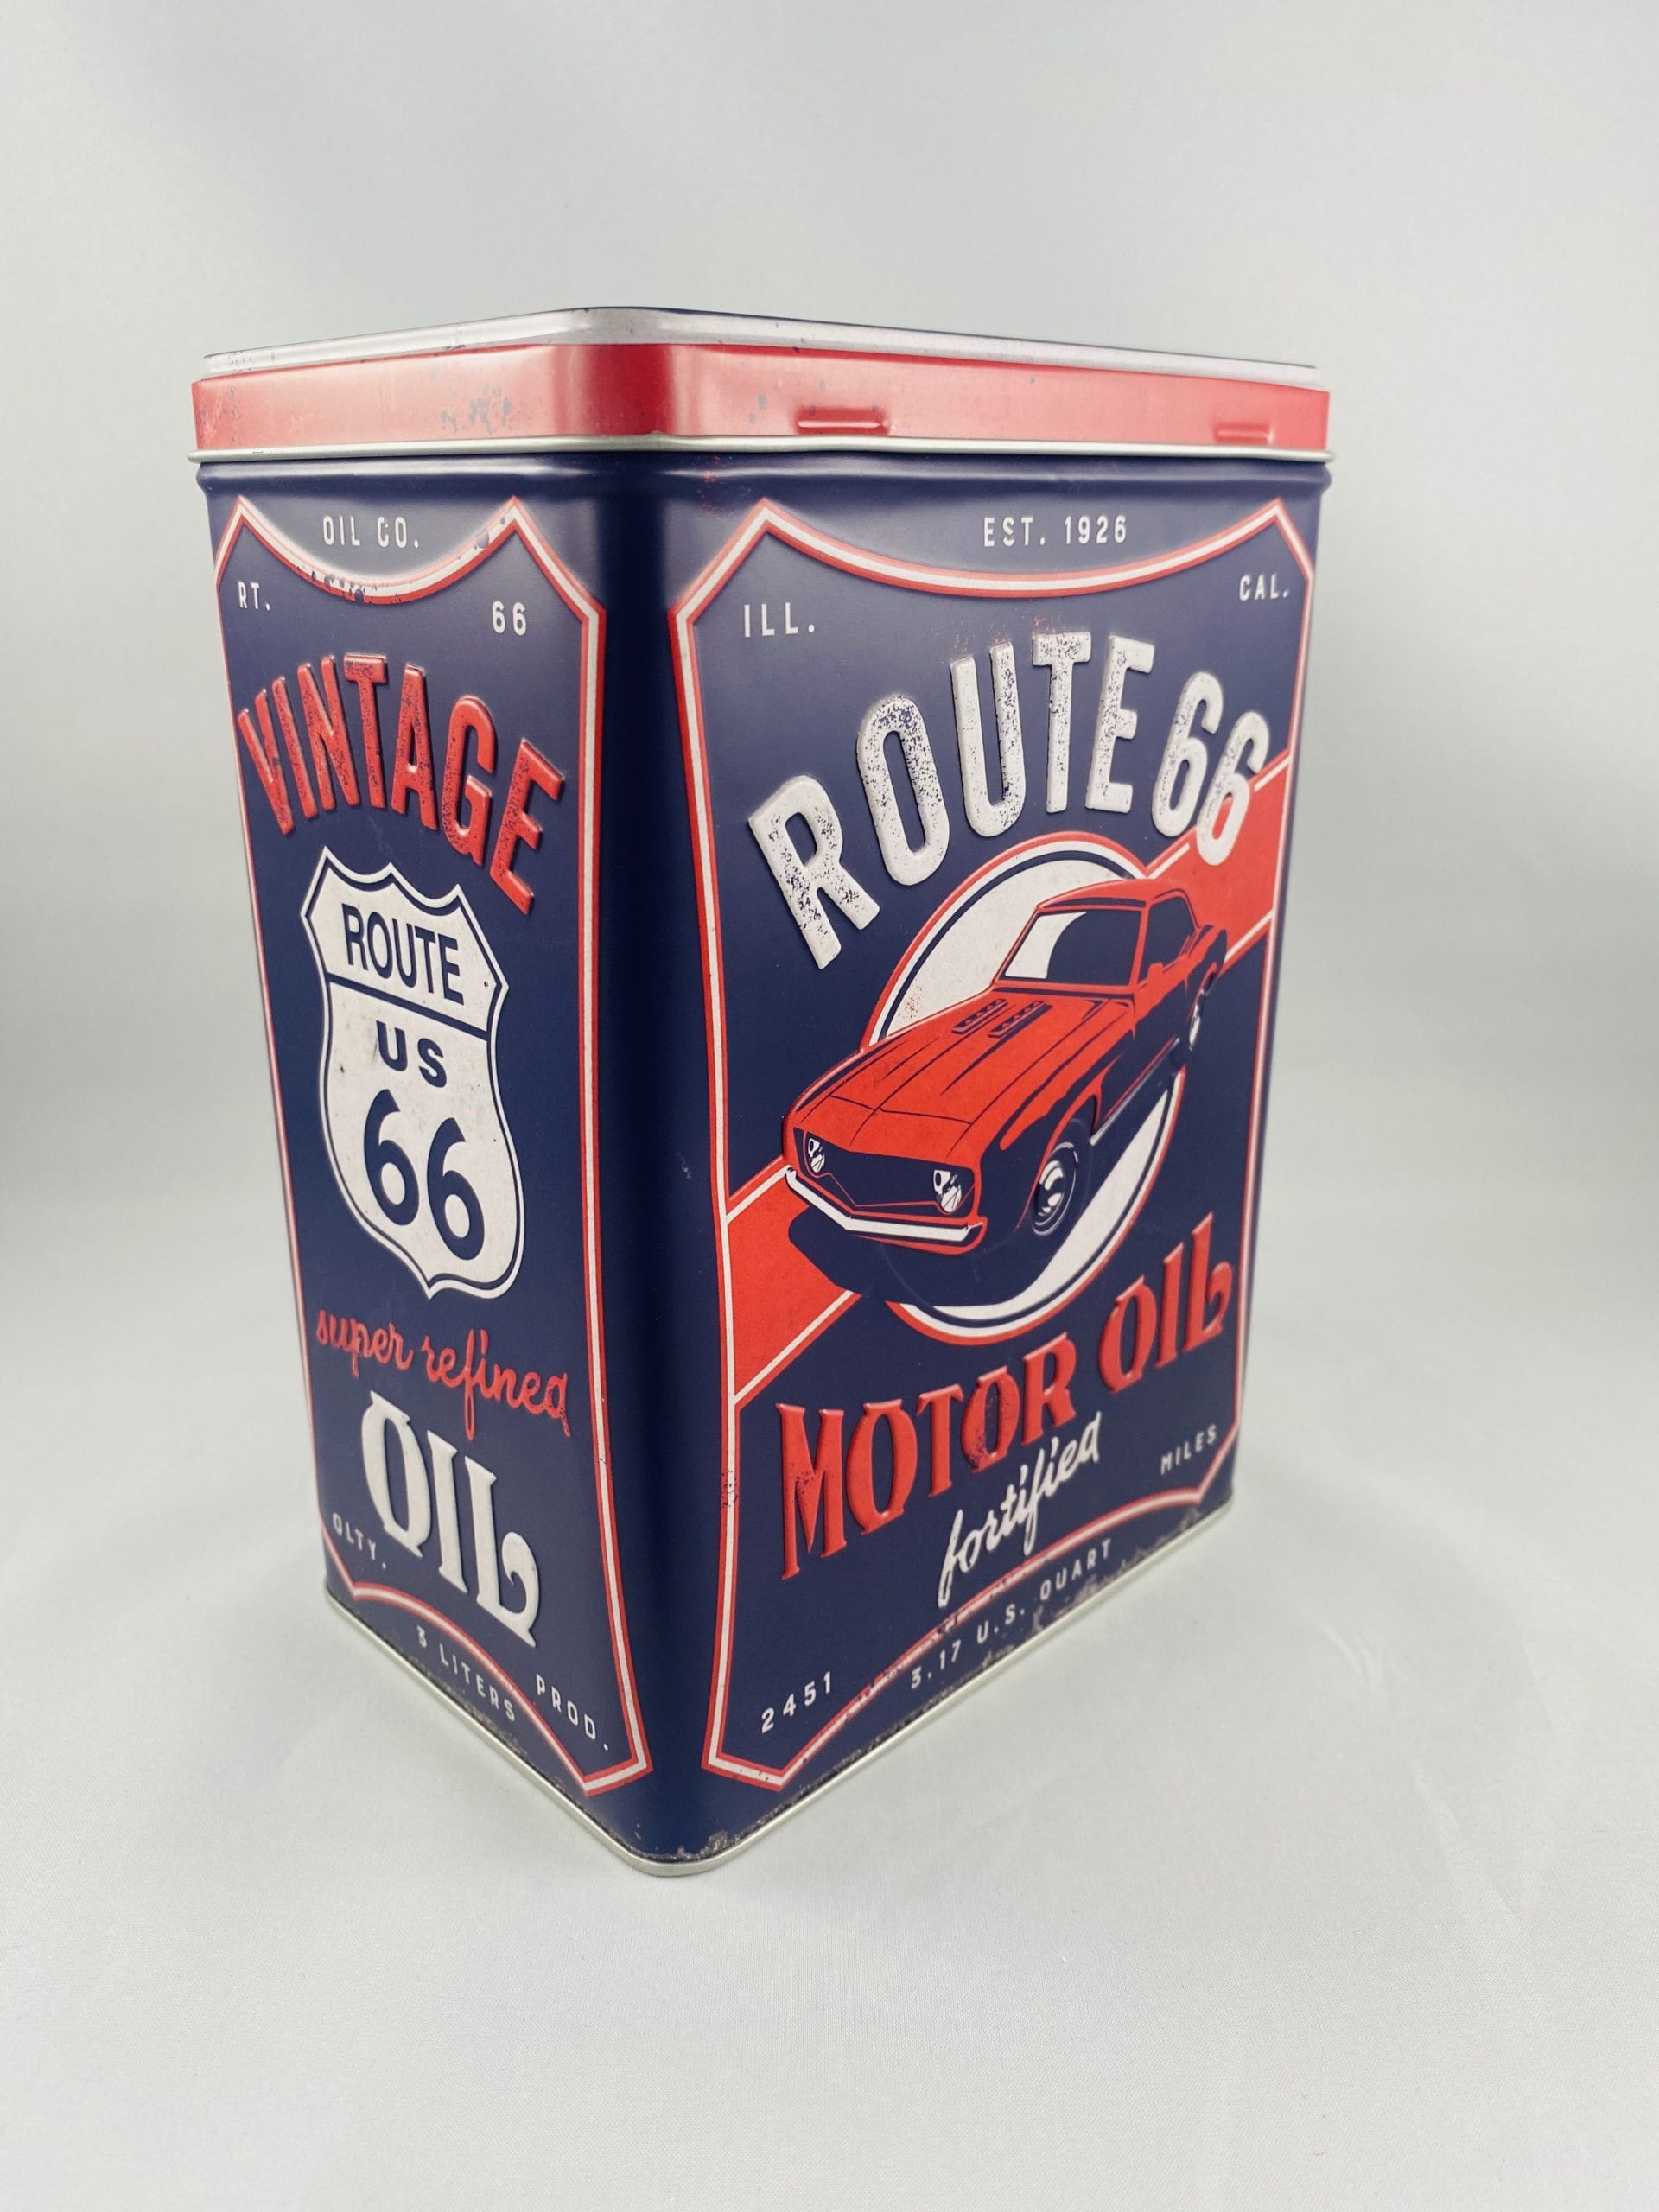 OIL CO.
RT. 66
VINTAGE
ROUTE
US
66
super refined
OIL
QLTY. PROD.
3 LITERS
EST. 1926
ILL. CAL.
ROUTE 66
MOTOR OIL
fortified
2451 MILES
3.17 U.S. QUART